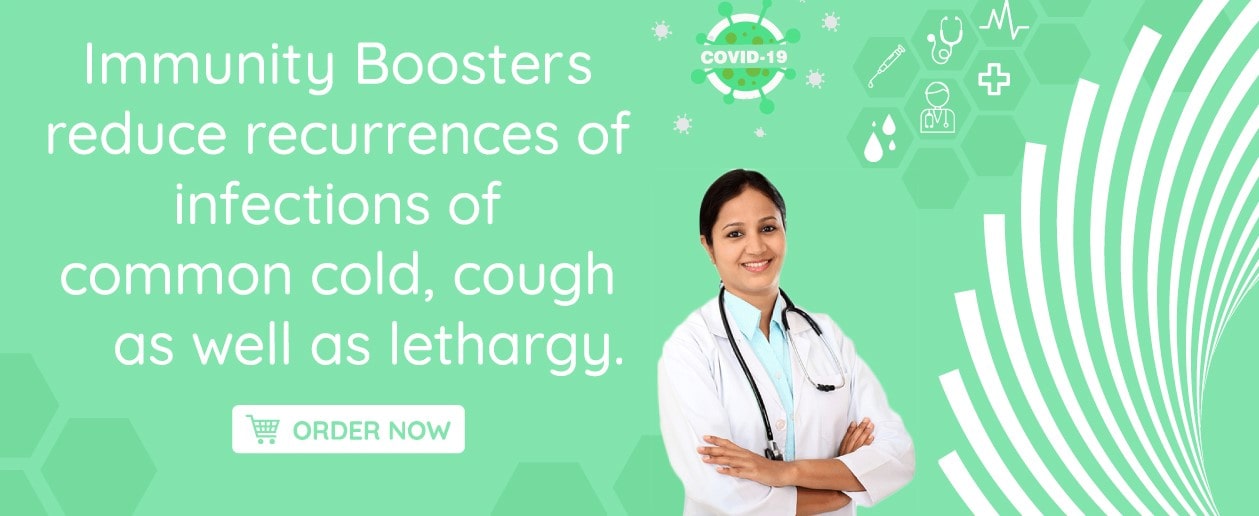 Immunity Boosters
reduce recurrences of
infections of
common cold, cough
as well as lethargy.
ORDER NOW
COVID-19